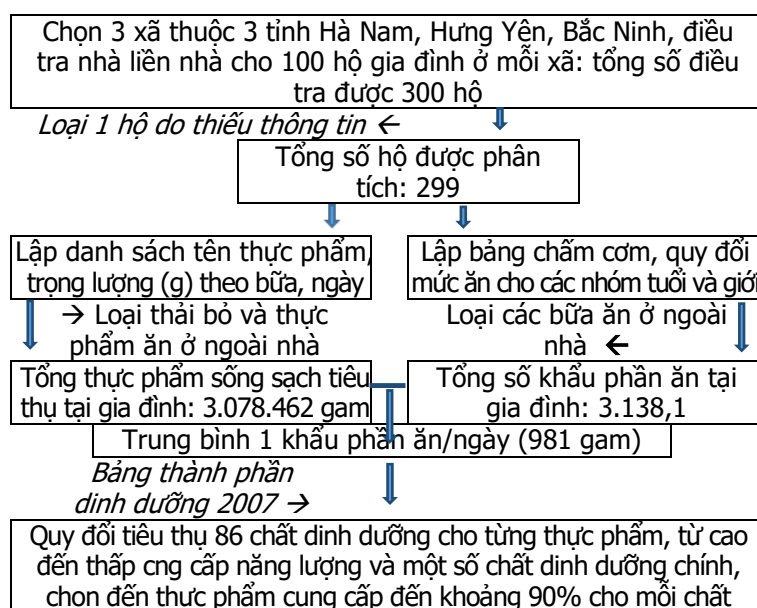 Chọn 3 xã thuộc 3 tỉnh Hà Nam, Hưng Yên, Bắc Ninh, điều
tra nhà liền nhà cho 100 hộ gia đình ở mỗi xã: tổng số điều
tra được 300 hộ
Loại 1 hộ do thiếu thông tin ←
Tổng số hộ được phân
tích: 299
Lập danh sách tên thực phẩm,
trọng lượng (g) theo bữa, ngày
Lập bảng chấm cơm, quy đổi
mức ăn cho các nhóm tuổi và giới
→ Loại thải bỏ và thực
phẩm ăn ở ngoài nhà
Loại các bữa ăn ở ngoài
nhà ←
Tổng thực phẩm sống sạch tiêu
thụ tại gia đình: 3.078.462 gam
Tổng số khẩu phần ăn tại
gia đình: 3.138,1
Trung bình 1 khẩu phần ăn/ngày (981 gam)
Bảng thành phần
dinh dưỡng 2007 →
Quy đổi tiêu thụ 86 chất dinh dưỡng cho từng thực phẩm, từ cao
đến thấp cng cấp năng lượng và một số chất dinh dưỡng chính,
chon đến thực phẩm cung cấp đến khoảng 90% cho mỗi chất